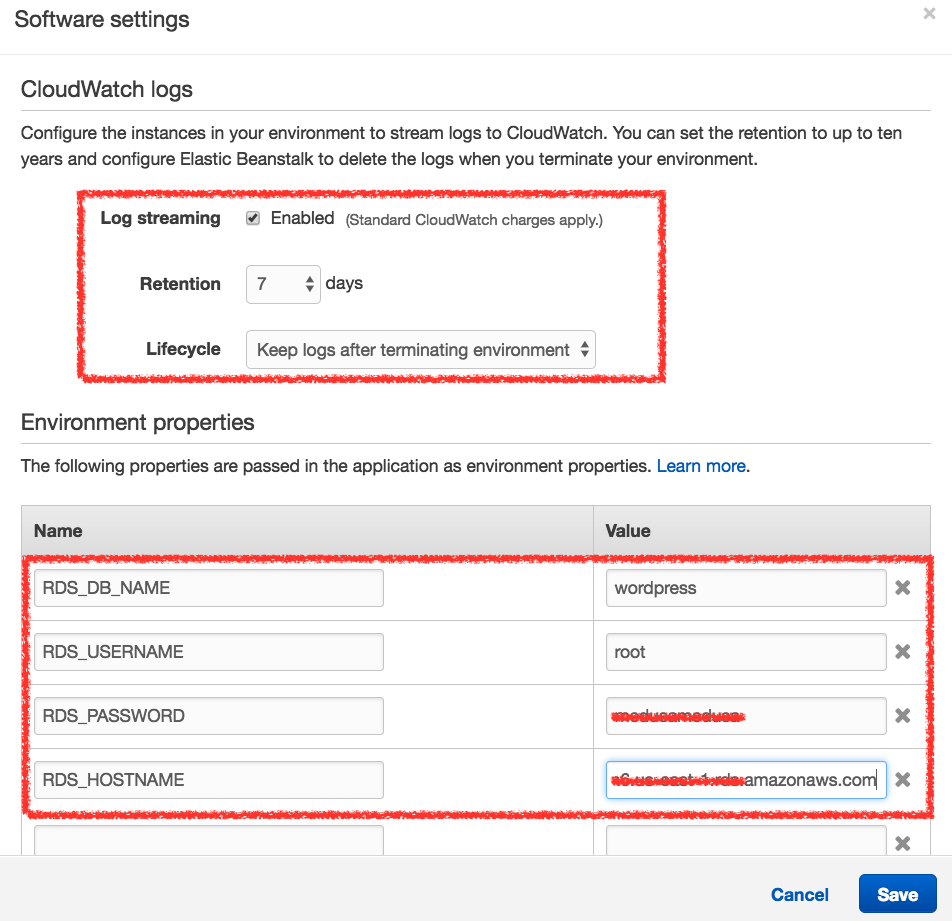 Software settings
×
CloudWatch logs
Configure the instances in your environment to stream logs to CloudWatch. You can set the retention to up to ten
years and configure Elastic Beanstalk to delete the logs when you terminate your environment.
Log streaming Enabled (Standard CloudWatch charges apply.)
Retention 7 days
Lifecycle Keep logs after terminating environment
Environment properties
The following properties are passed in the application as environment properties. Learn more.
Name Value
RDS_DB_NAME wordpress
RDS_USERNAME root
RDS_PASSWORD
RDS_HOSTNAME amazonaws.com
Cancel Save